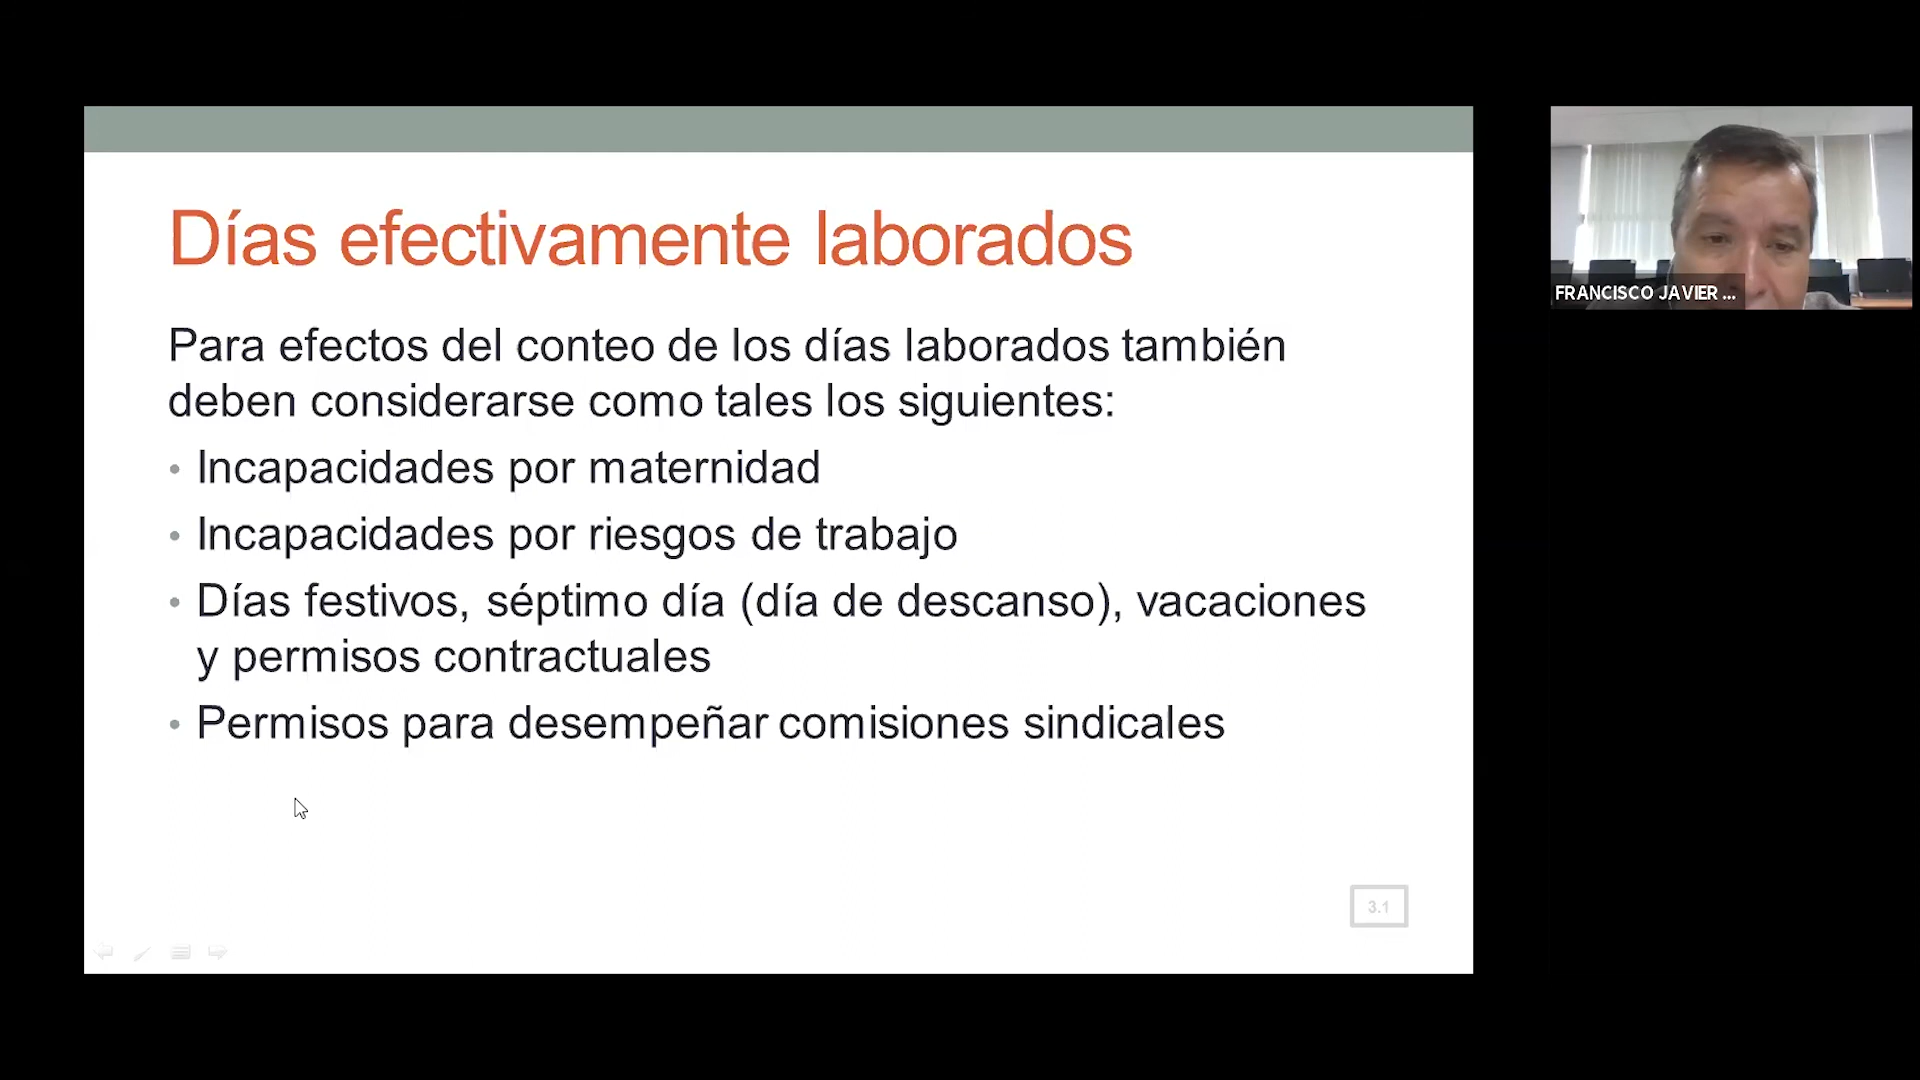 Días efectivamente laborados
Para efectos del conteo de los días laborados también
deben considerarse como tales los siguientes:
• Incapacidades por maternidad
• Incapacidades por riesgos de trabajo
• Días festivos, séptimo día (día de descanso), vacaciones
y permisos contractuales
• Permisos para desempeñar comisiones sindicales
3.1
FRANCISCO JAVIER ...